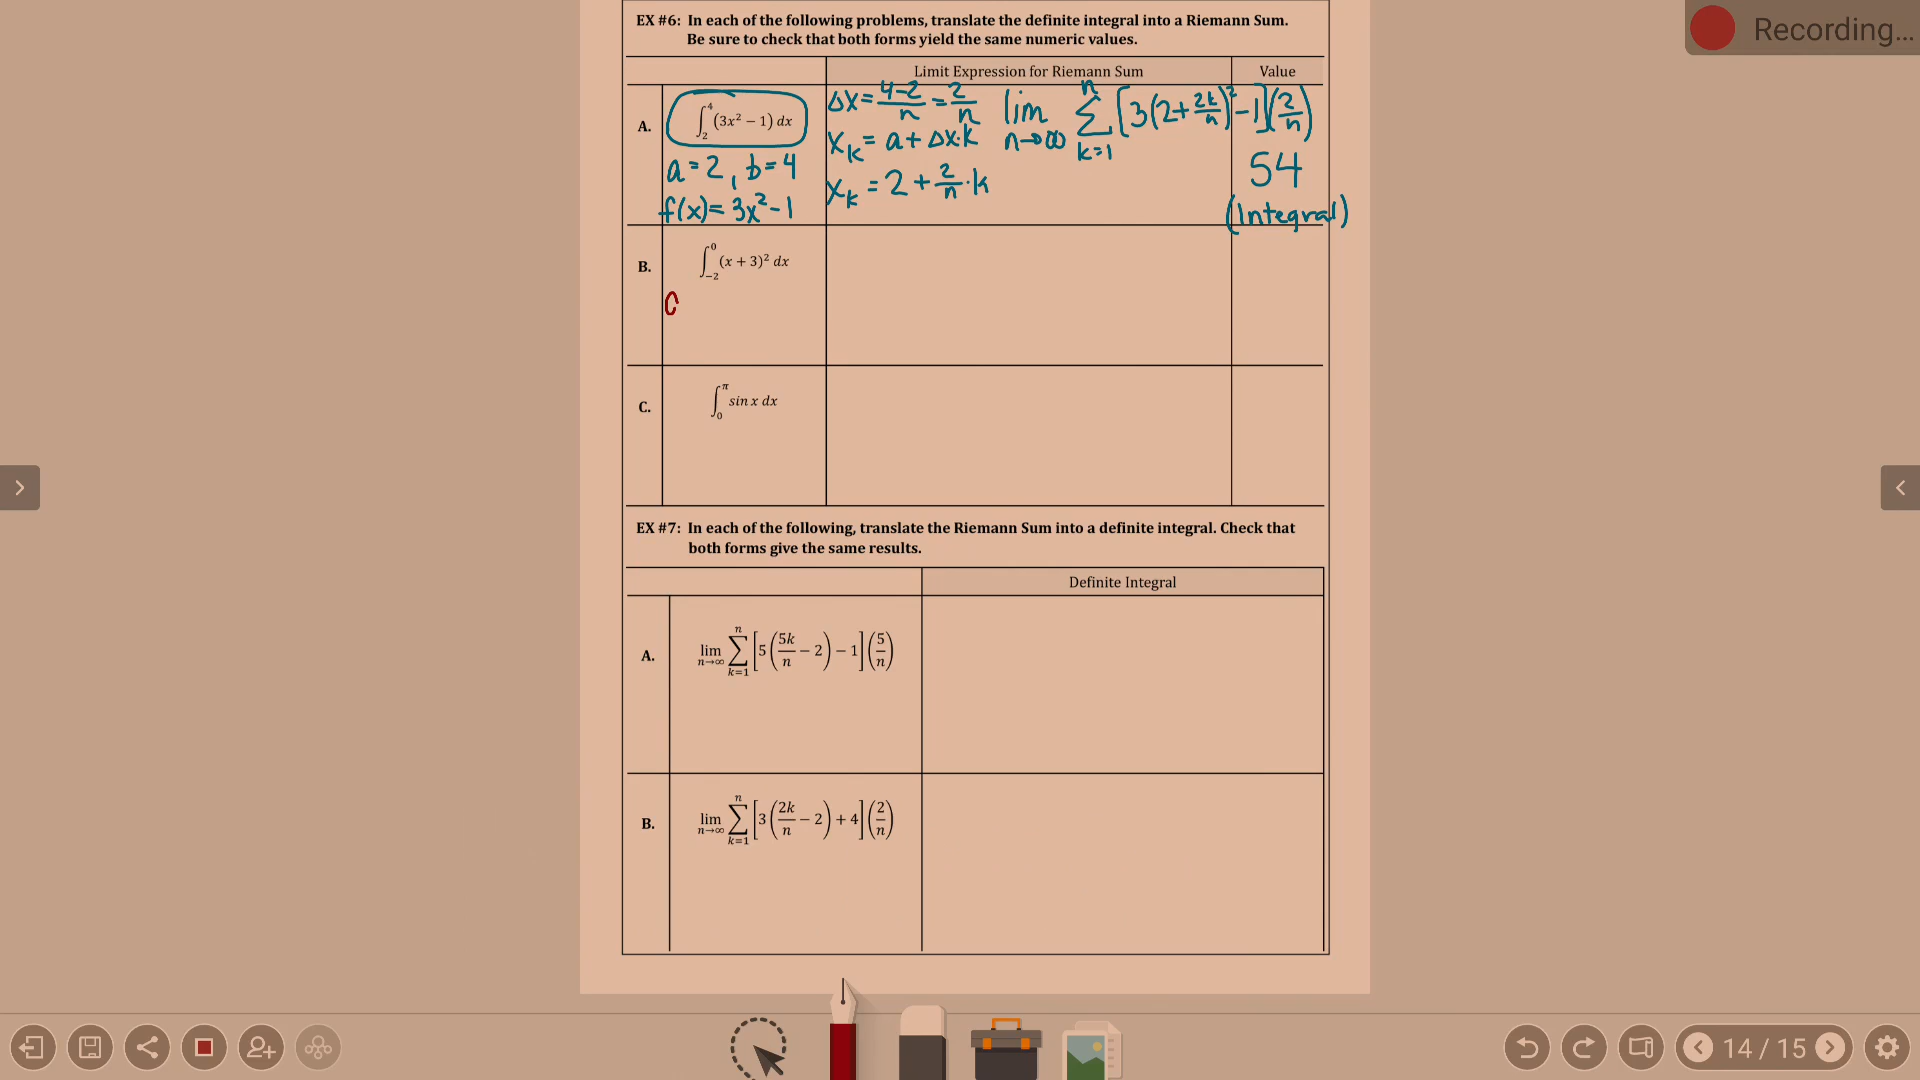 Recording...
EX #6: In each of the following problems, translate the definite integral into a Riemann Sum.
Be sure to check that both forms yield the same numeric values.
Limit Expression for Riemann Sum
Value
A.
∫₂⁴ (3x² – 1) dx
a = 2, b = 4
f(x) = 3x² - 1
Δx = (4-2)/n = 2/n
x_k = a + Δx·k
x_k = 2 + 2/n · k
lim n→∞ Σ k=1 n [3(2 + 2k/n)² - 1](2/n)
54
(Integral)
B.
∫₋₂⁰ (x + 3)² dx
C.
∫₀^π sin x dx
EX #7: In each of the following, translate the Riemann Sum into a definite integral. Check that
both forms give the same results.
Definite Integral
A.
lim n→∞ Σ k=1 n [5(5k/n – 2) – 1](5/n)
B.
lim n→∞ Σ k=1 n [3(2k/n – 2) + 4](2/n)
14 / 15